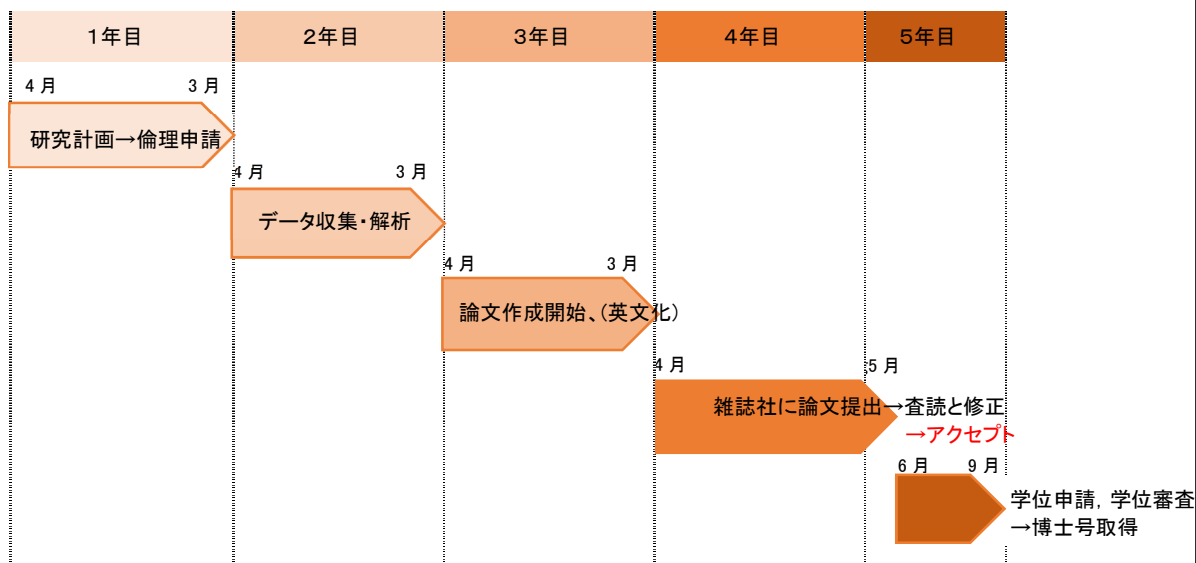 １年目
２年目
３年目
４年目
５年目
４月
３月
研究計画→倫理申請
４月
３月
データ収集・解析
４月
３月
論文作成開始、（英文化）
４月
５月
雑誌社に論文提出→査読と修正
→アクセプト
６月
９月
学位申請，学位審査
→博士号取得